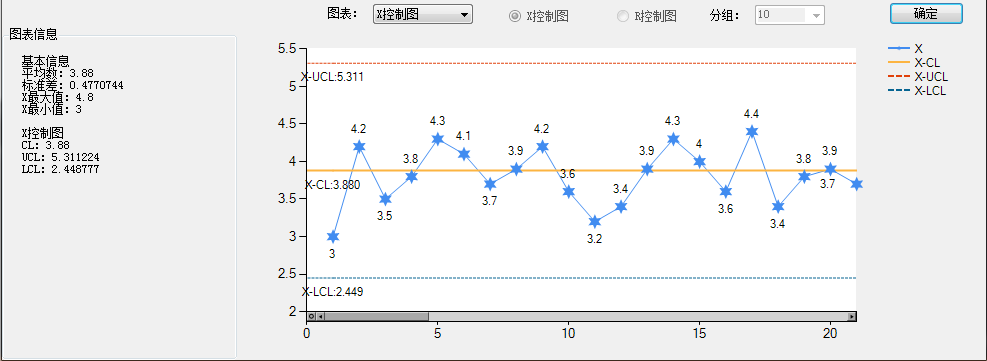 图表: X控制图 X控制图 R控制图 分组: 10 确定
图表信息
基本信息
平均数: 3.88
标准差: 0.4770744
X最大值: 4.8
X最小值: 3
X控制图
CL: 3.88
UCL: 5.311224
LCL: 2.448777
5.5
X-UCL:5.311
5
4.5
4.2 4.3 4.1 4.2 4.3 4.4
4
3.8 3.9 3.9 4 3.8 3.9
X-CL:3.880
3.5
3.5 3.7 3.6 3.4 3.6 3.7
3
3 3.2 3.4
2.5
X-LCL:2.449
2
0 5 10 15 20
X
X-CL
X-UCL
X-LCL